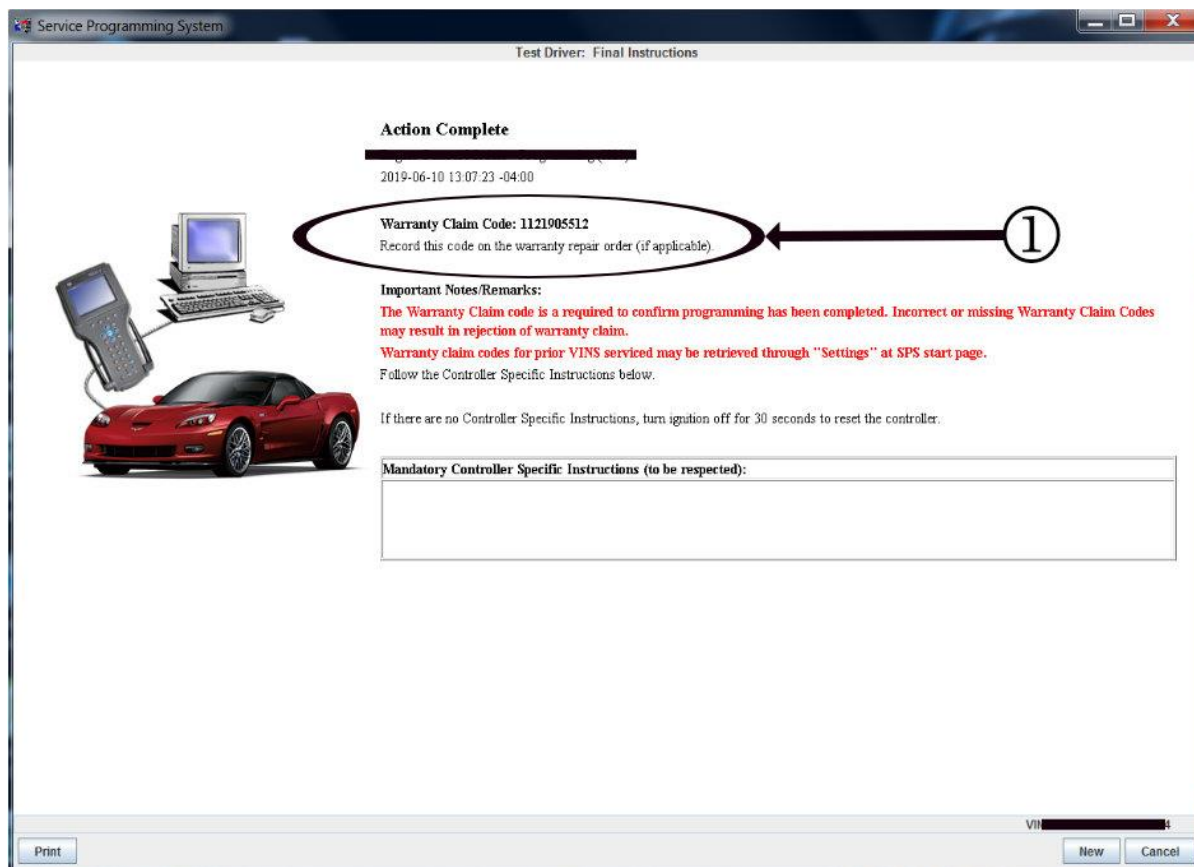 Service Programming System
Test Driver: Final Instructions
Action Complete
2019-06-10 13:07:23 -04:00
Warranty Claim Code: 1121905512
Record this code on the warranty repair order (if applicable).
1
Important Notes/Remarks:
The Warranty Claim code is a required to confirm programming has been completed. Incorrect or missing Warranty Claim Codes
may result in rejection of warranty claim.
Warranty claim codes for prior VINS serviced may be retrieved through "Settings" at SPS start page.
Follow the Controller Specific Instructions below.
If there are no Controller Specific Instructions, turn ignition off for 30 seconds to reset the controller.
Mandatory Controller Specific Instructions (to be respected):
4
Print
New
Cancel